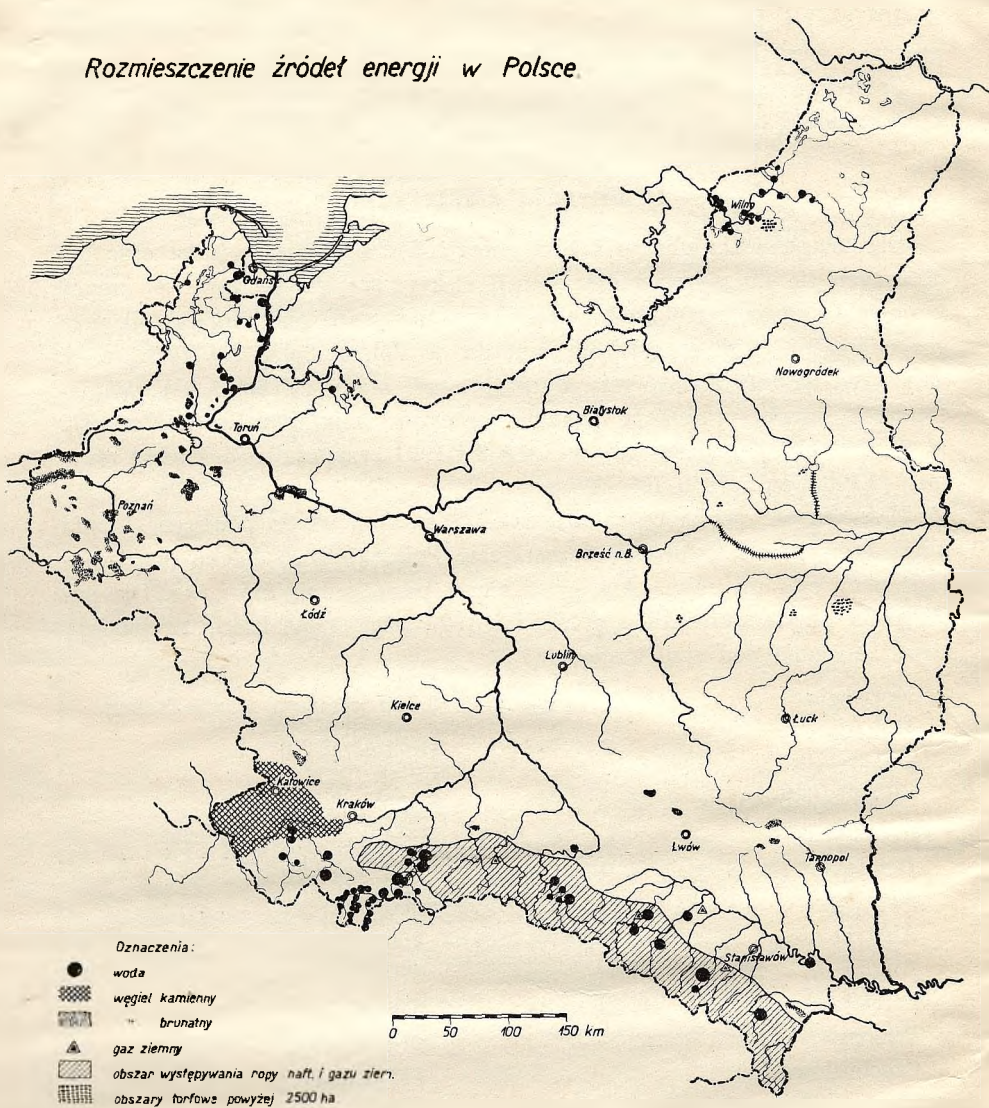 Rozmieszczenie źródeł energji w Polsce.
Wilno
Gdańsk
Nowogródek
Białystok
Toruń
Poznań
Warszawa
Brześć n.B.
Łódź
Lublin
Kielce
Łuck
Katowice
Kraków
Lwów
Tarnopol
Stanisławów
Oznaczenia:
woda
węgiel kamienny
-"- brunatny
gaz ziemny
obszar występywania ropy naft. i gazu ziem.
obszary torfowe powyżej 2500 ha
0 50 100 150 km